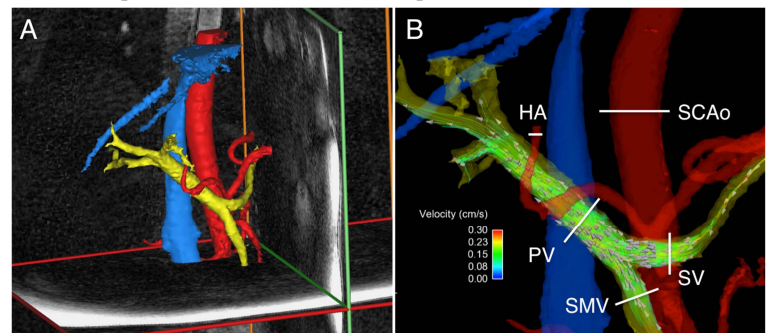 A
B
HA
SCAo
Velocity (cm/s)
0.30
0.23
0.15
0.08
0.00
PV
SV
SMV